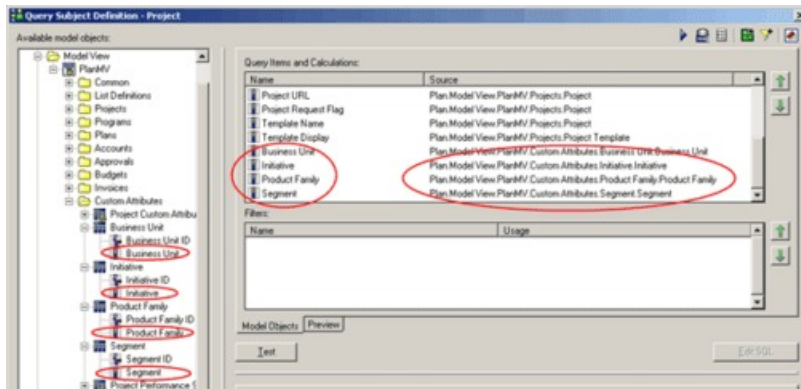 Query Subject Definition - Project
Available model objects:
Model View
PlanMV
Common
List Definitions
Projects
Programs
Plans
Accounts
Approvals
Budgets
Invoices
Custom Attributes
Project Custom Attribu
Business Unit
Business Unit ID
Business Unit
Initiative
Initiative ID
Initiative
Product Family
Product Family ID
Product Family
Segment
Segment ID
Segment
Project Performance S
Query Items and Calculations:
Name Source
Project URL Plan.Model View.PlanMV.Projects.Project
Project Request Flag Plan.Model View.PlanMV.Projects.Project
Template Name Plan.Model View.PlanMV.Projects.Project
Template Display Plan.Model View.PlanMV.Projects.Project Template
Business Unit Plan.Model View.PlanMV.Custom Attributes.Business Unit.Business Unit
Initiative Plan.Model View.PlanMV.Custom Attributes.Initiative.Initiative
Product Family Plan.Model View.PlanMV.Custom Attributes.Product Family.Product Family
Segment Plan.Model View.PlanMV.Custom Attributes.Segment.Segment
Filters:
Name Usage
Model Objects Preview
Test Edit SQL